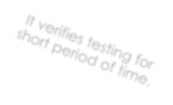 It verifies testing for
short period of time.